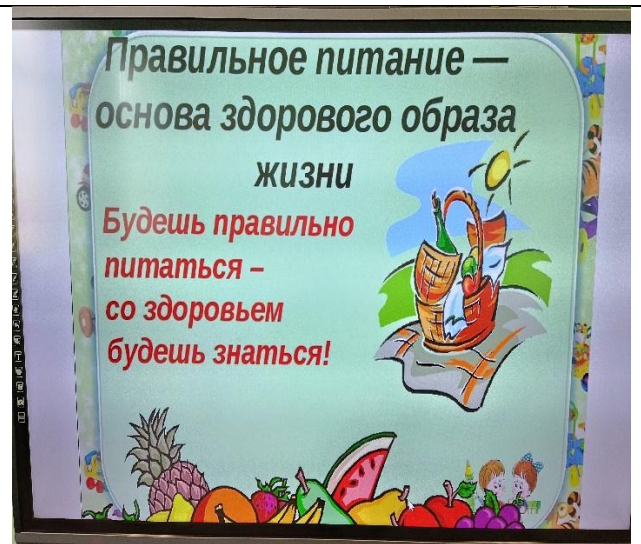 Правильное питание —
основа здорового образа
жизни
Будешь правильно
питаться –
со здоровьем
будешь знаться!